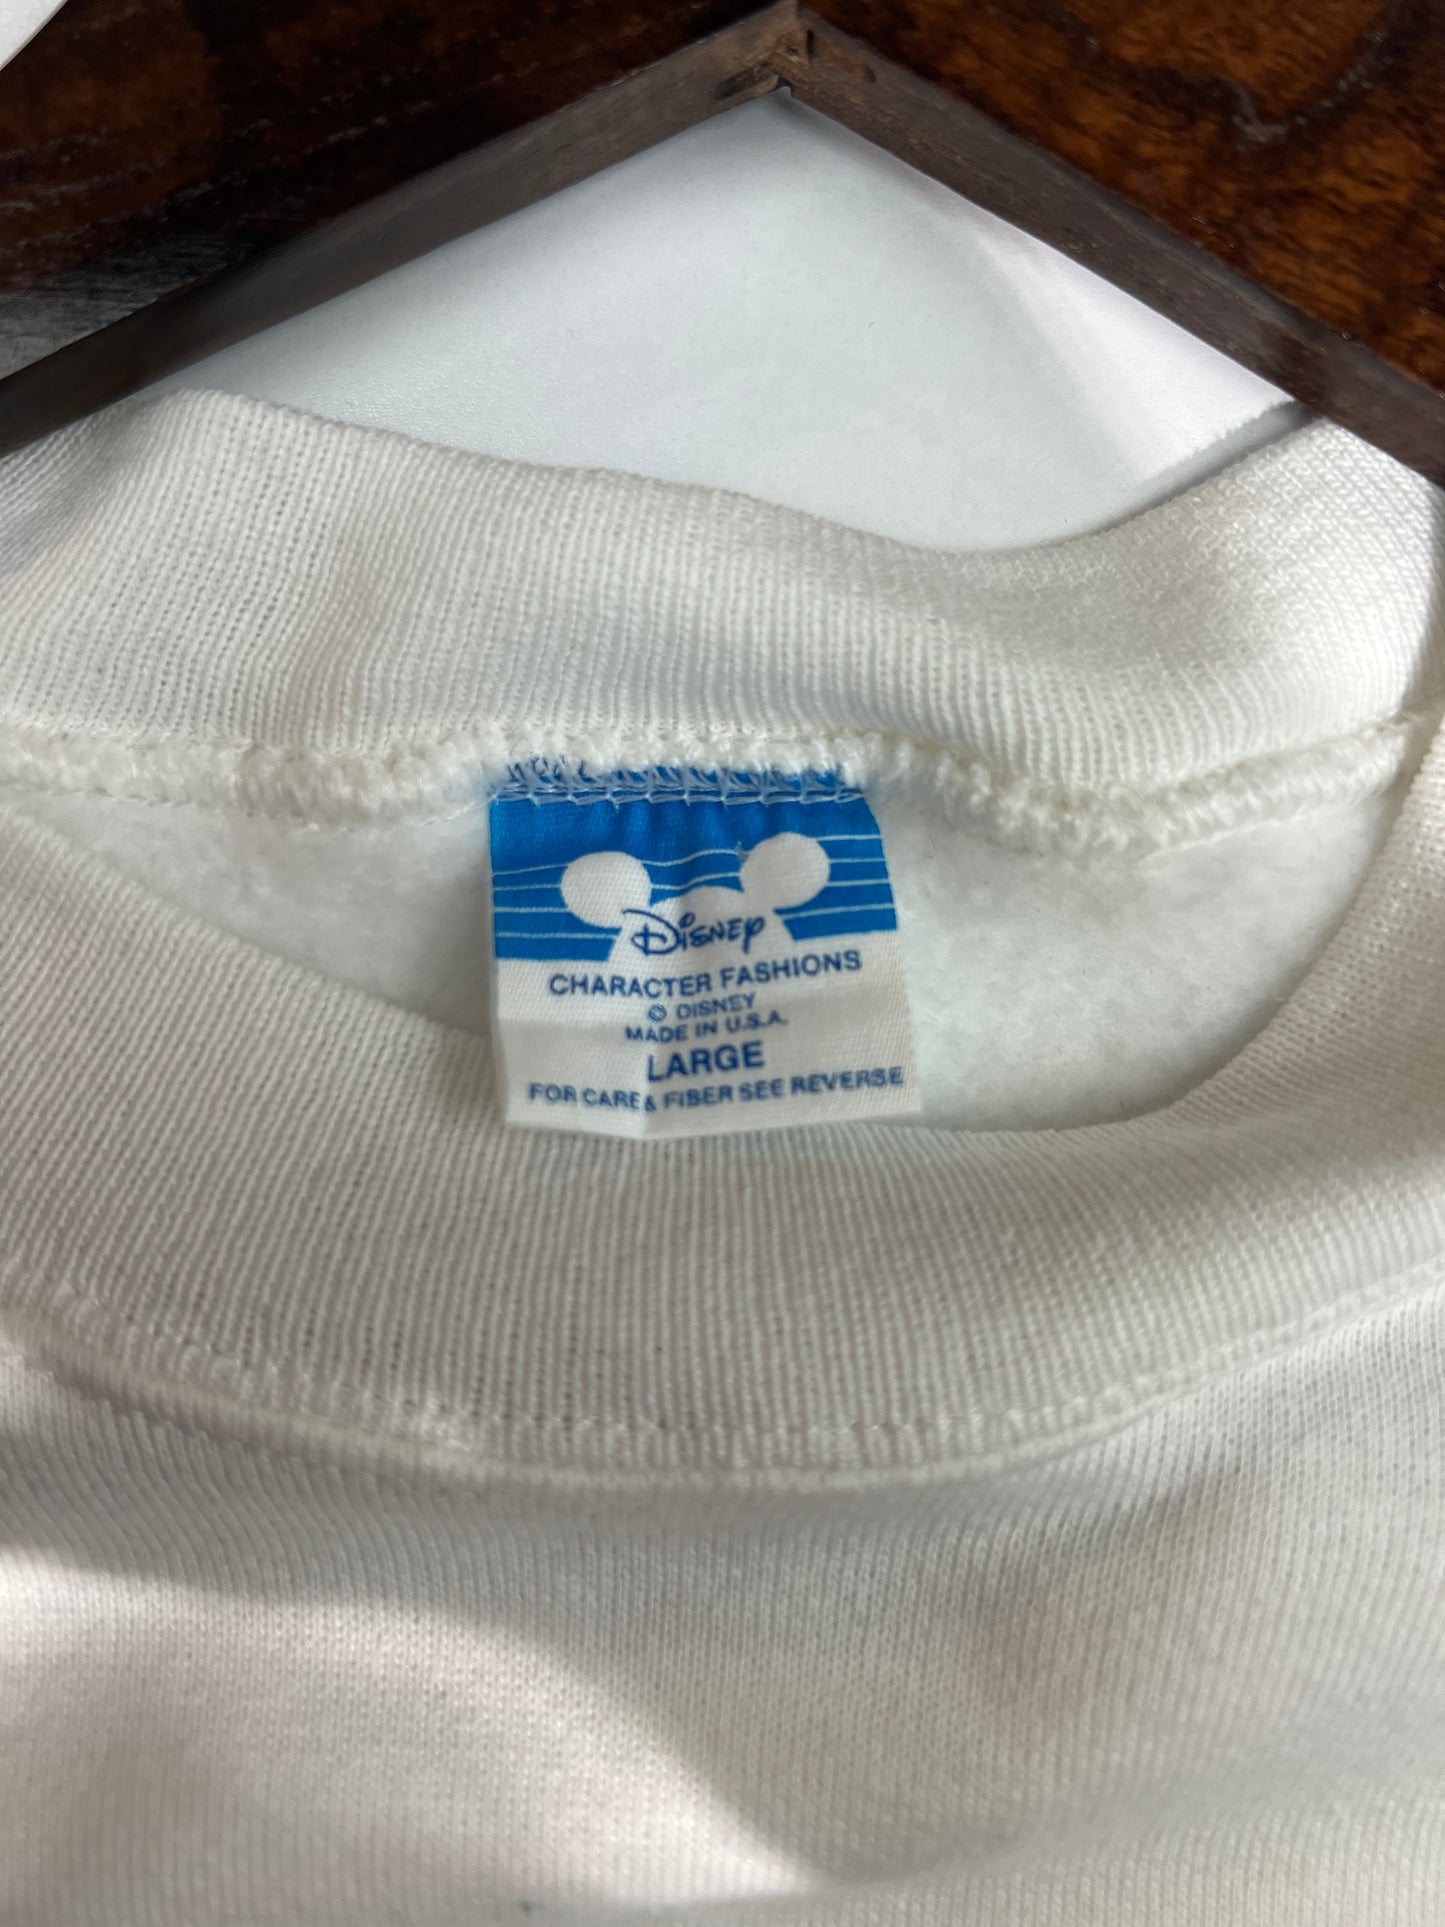 Disney
CHARACTER FASHIONS
© DISNEY
MADE IN U.S.A.
LARGE
FOR CARE & FIBER SEE REVERSE